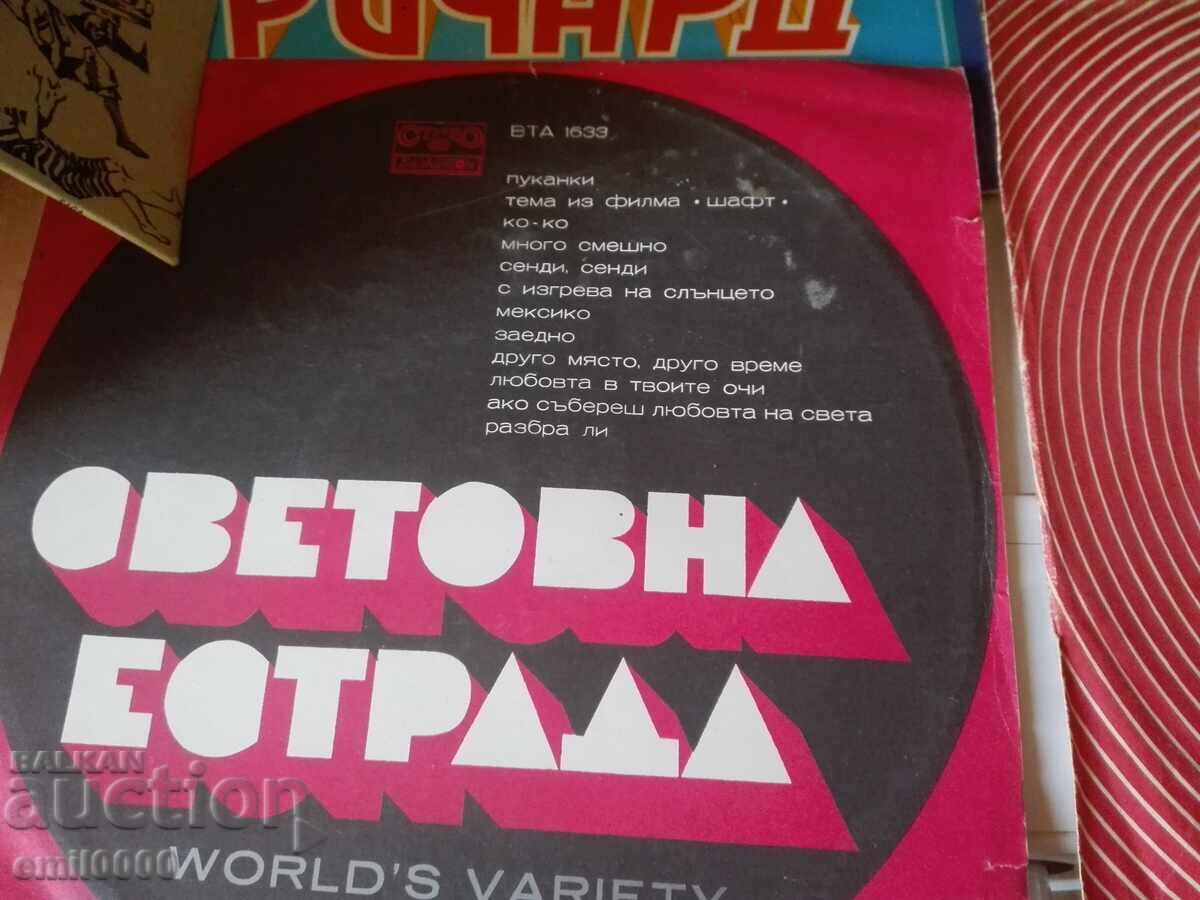 РИЧАРД
ВТА 1633
пуканки
тема из филма • шафт •
ко-ко
много смешно
сенди, сенди
с изгрева на слънцето
мексико
заедно
друго място, друго време
любовта в твоите очи
ако събереш любовта на света
разбра ли
СВЕТОВНА
ЕСТРАДА
WORLD'S VARIETY
BALKAN
auction
emil0000